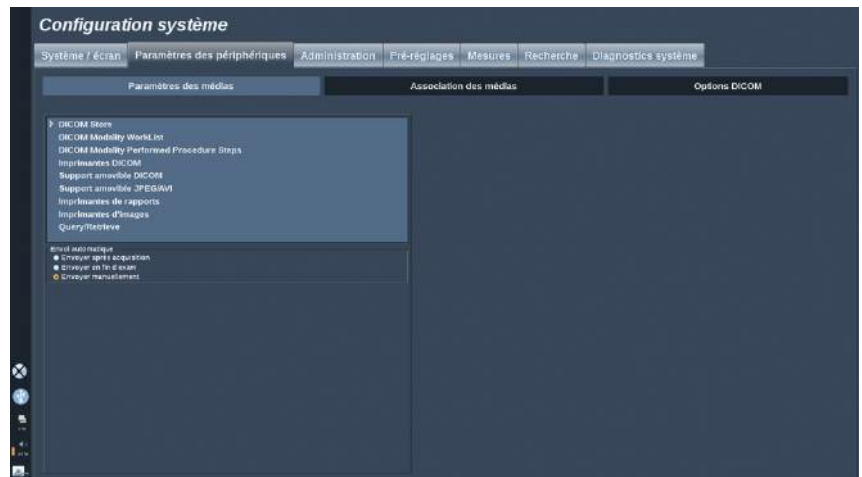 Configuration système
Système / écran Paramètres des périphériques Administration Pré-réglages Mesures Recherche Diagnostics système
Paramètres des médias Association des médias Options DICOM
DICOM Store
DICOM Modality WorkList
DICOM Modality Performed Procedure Steps
Imprimantes DICOM
Support amovible DICOM
Support amovible JPEG/AVI
Imprimantes de rapports
Imprimantes d'images
Query/Retrieve
Envoi automatique
Envoyer après acquisition
Envoyer en fin d'exam
Envoyer manuellement